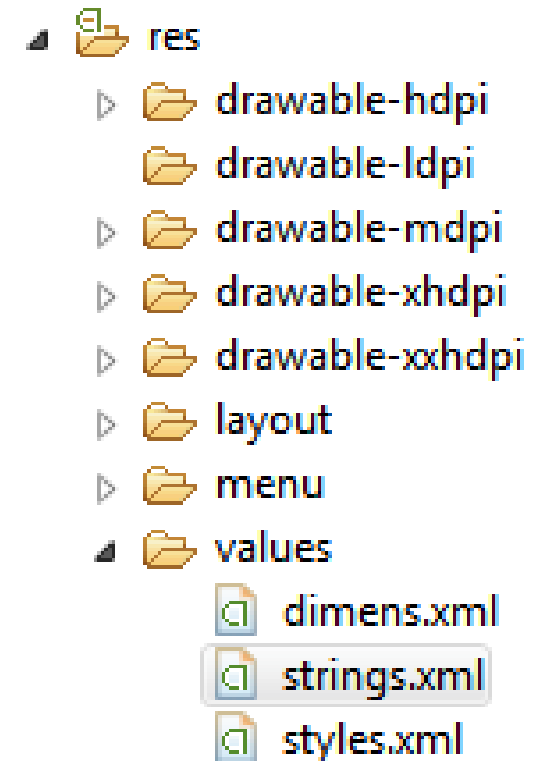 res
drawable-hdpi
drawable-ldpi
drawable-mdpi
drawable-xhdpi
drawable-xxhdpi
layout
menu
values
dimens.xml
strings.xml
styles.xml